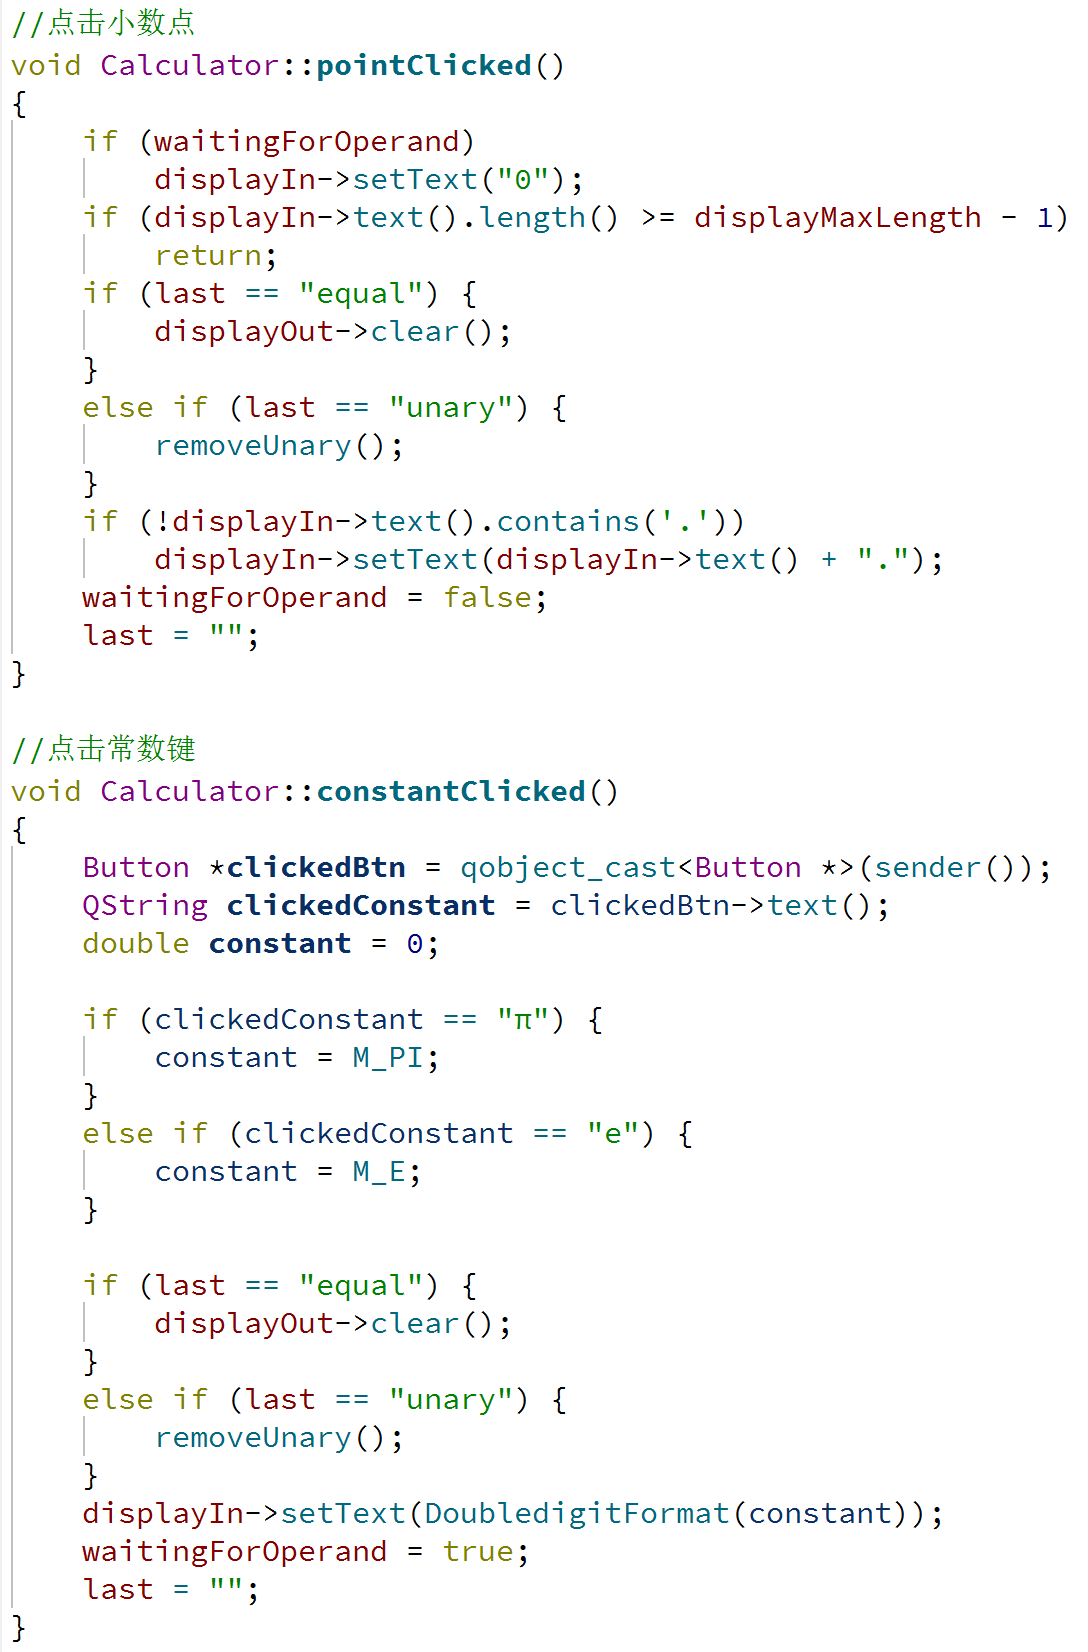 //点击小数点
void Calculator::pointClicked()
{
    if (waitingForOperand)
        displayIn->setText("0");
    if (displayIn->text().length() >= displayMaxLength - 1)
        return;
    if (last == "equal") {
        displayOut->clear();
    }
    else if (last == "unary") {
        removeUnary();
    }
    if (!displayIn->text().contains('.'))
        displayIn->setText(displayIn->text() + ".");
    waitingForOperand = false;
    last = "";
}

//点击常数键
void Calculator::constantClicked()
{
    Button *clickedBtn = qobject_cast<Button *>(sender());
    QString clickedConstant = clickedBtn->text();
    double constant = 0;

    if (clickedConstant == "π") {
        constant = M_PI;
    }
    else if (clickedConstant == "e") {
        constant = M_E;
    }

    if (last == "equal") {
        displayOut->clear();
    }
    else if (last == "unary") {
        removeUnary();
    }
    displayIn->setText(DoubledigitFormat(constant));
    waitingForOperand = true;
    last = "";
}